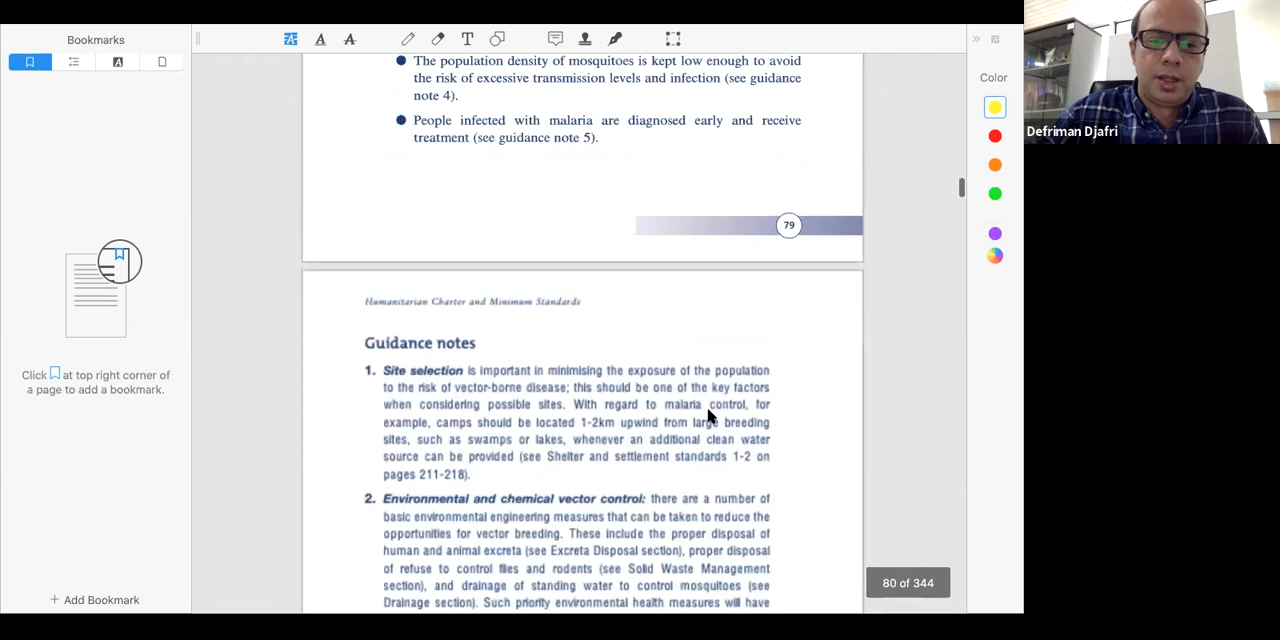 Bookmarks
Click at top right corner of
a page to add a bookmark.
+ Add Bookmark
A
A
T
The population density of mosquitoes is kept low enough to avoid
the risk of excessive transmission levels and infection (see guidance
note 4).
People infected with malaria are diagnosed early and receive
treatment (see guidance note 5).
79
Humanitarian Charter and Minimum Standards
Guidance notes
1. Site selection is important in minimising the exposure of the population
to the risk of vector-borne disease; this should be one of the key factors
when considering possible sites. With regard to malaria control, for
example, camps should be located 1-2km upwind from large breeding
sites, such as swamps or lakes, whenever an additional clean water
source can be provided (see Shelter and settlement standards 1-2 on
pages 211-218).
2. Environmental and chemical vector control: there are a number of
basic environmental engineering measures that can be taken to reduce the
opportunities for vector breeding. These include the proper disposal of
human and animal excreta (see Excreta Disposal section), proper disposal
of refuse to control flies and rodents (see Solid Waste Management
section), and drainage of standing water to control mosquitoes (see
Drainage section). Such priority environmental health measures will have
80 of 344
Color
Defriman Djafri